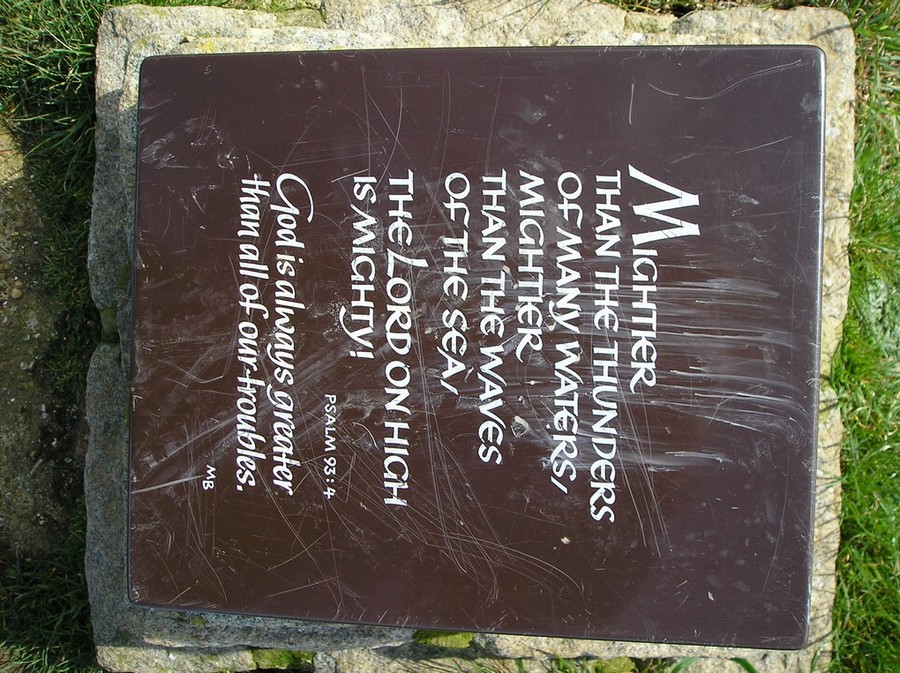 MIGHTIER
THAN THE THUNDERS
OF MANY WATERS,
MIGHTIER
THAN THE WAVES
OF THE SEA,
THE LORD ON HIGH
IS MIGHTY!
PSALM 93:4
God is always greater
than all of our troubles.
MB